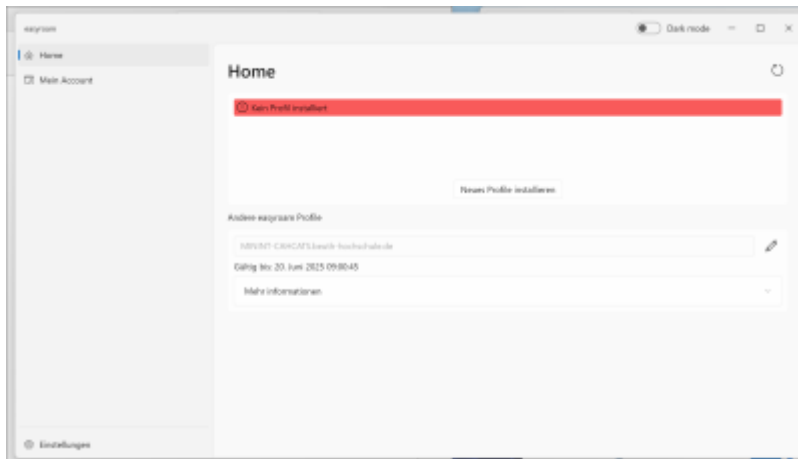 easyroam
Dark mode
Home
Mein Account
Home
Kein Profil installiert
Neues Profile installieren
Andere easyroam Profile
Gültig bis: 20. Juni 2025 09:00:45
Mehr informationen
Einstellungen